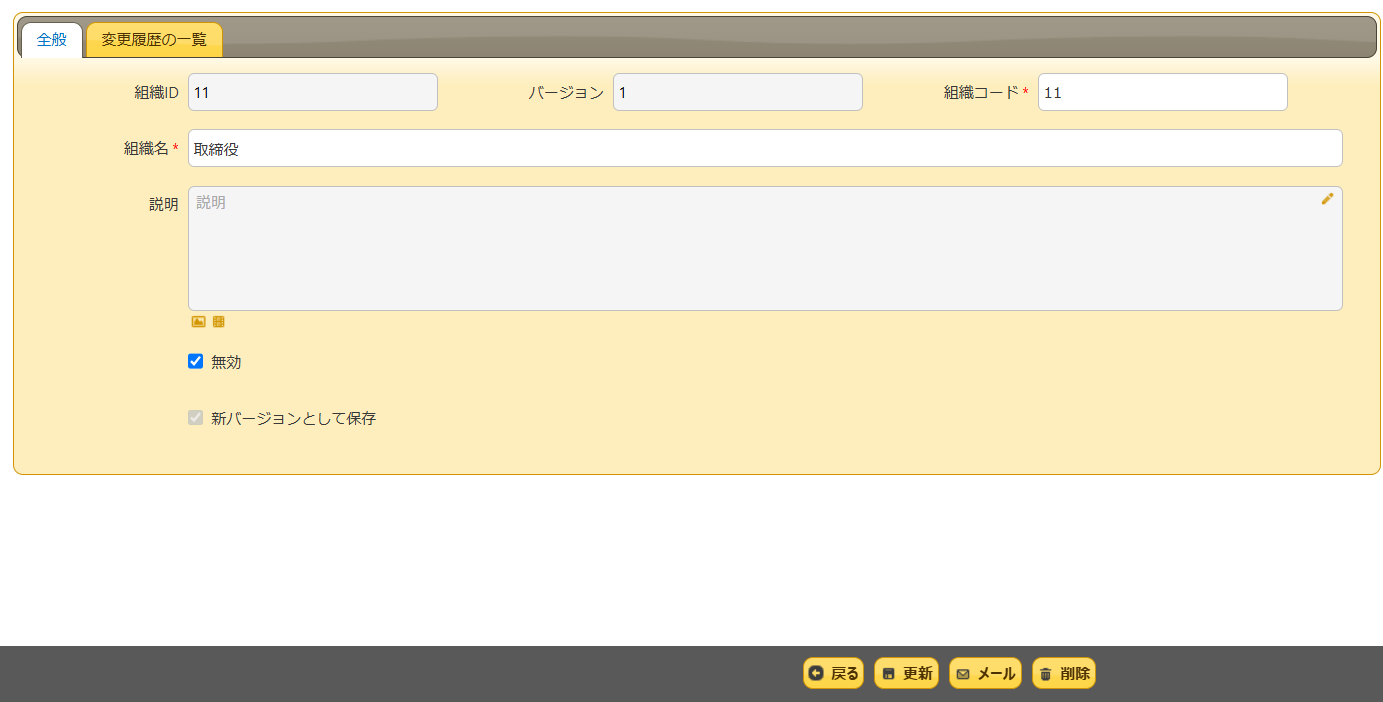 全般 変更履歴の一覧
組織ID 11 バージョン 1 組織コード* 11
組織名* 取締役
説明 説明
無効
新バージョンとして保存
戻る 更新 メール 削除